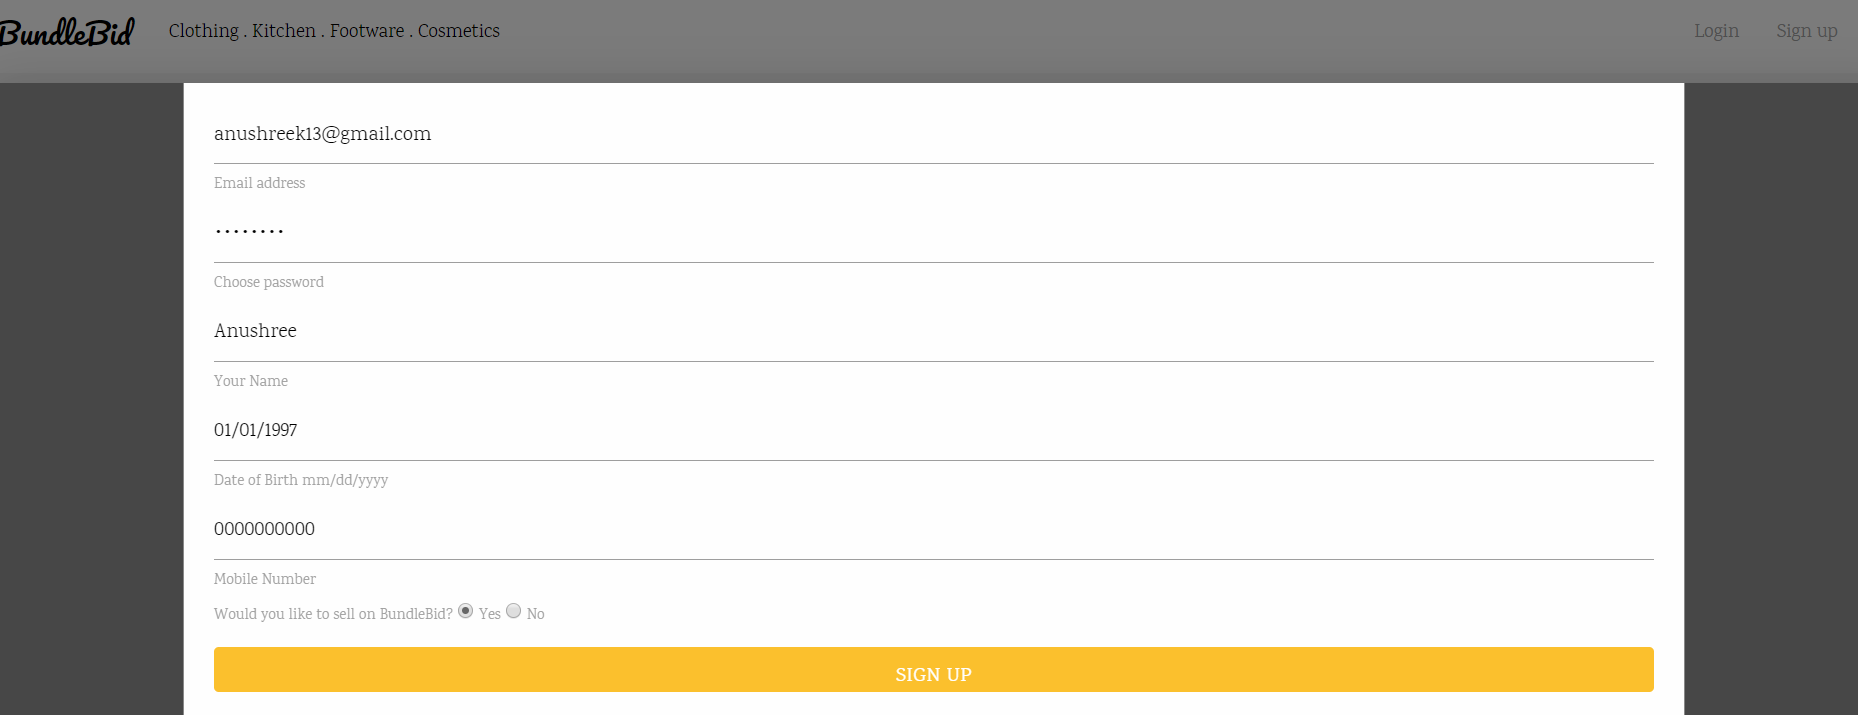 BundleBid Clothing . Kitchen . Footware . Cosmetics Login Sign up
anushreek13@gmail.com
Email address
........
Choose password
Anushree
Your Name
01/01/1997
Date of Birth mm/dd/yyyy
0000000000
Mobile Number
Would you like to sell on BundleBid? Yes No
SIGN UP